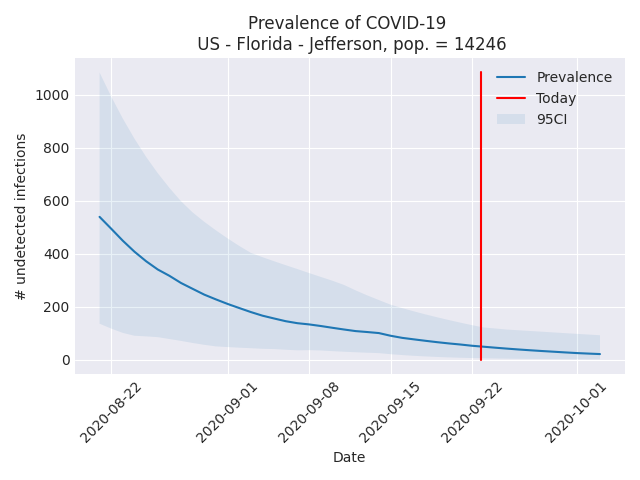 Prevalence of COVID-19
US - Florida - Jefferson, pop. = 14246
Prevalence
Today
95CI
# undetected infections
1000
800
600
400
200
0
2020-08-22
2020-09-01
2020-09-08
2020-09-15
2020-09-22
2020-10-01
Date